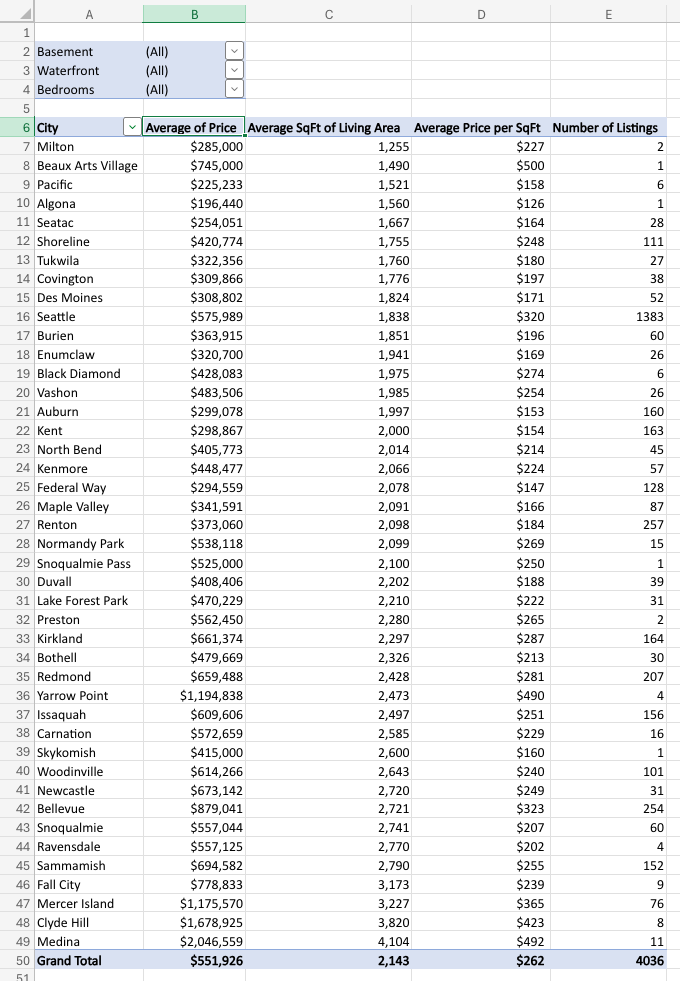 A B C D E
1
2 Basement (All)
3 Waterfront (All)
4 Bedrooms (All)
5
6 City Average of Price Average SqFt of Living Area Average Price per SqFt Number of Listings
7 Milton $285,000 1,255 $227 2
8 Beaux Arts Village $745,000 1,490 $500 1
9 Pacific $225,233 1,521 $158 6
10 Algona $196,440 1,560 $126 1
11 Seatac $254,051 1,667 $164 28
12 Shoreline $420,774 1,755 $248 111
13 Tukwila $322,356 1,760 $180 27
14 Covington $309,866 1,776 $197 38
15 Des Moines $308,802 1,824 $171 52
16 Seattle $575,989 1,838 $320 1383
17 Burien $363,915 1,851 $196 60
18 Enumclaw $320,700 1,941 $169 26
19 Black Diamond $428,083 1,975 $274 6
20 Vashon $483,506 1,985 $254 26
21 Auburn $299,078 1,997 $153 160
22 Kent $298,867 2,000 $154 163
23 North Bend $405,773 2,014 $214 45
24 Kenmore $448,477 2,066 $224 57
25 Federal Way $294,559 2,078 $147 128
26 Maple Valley $341,591 2,091 $166 87
27 Renton $373,060 2,098 $184 257
28 Normandy Park $538,118 2,099 $269 15
29 Snoqualmie Pass $525,000 2,100 $250 1
30 Duvall $408,406 2,202 $188 39
31 Lake Forest Park $470,229 2,210 $222 31
32 Preston $562,450 2,280 $265 2
33 Kirkland $661,374 2,297 $287 164
34 Bothell $479,669 2,326 $213 30
35 Redmond $659,488 2,428 $281 207
36 Yarrow Point $1,194,838 2,473 $490 4
37 Issaquah $609,606 2,497 $251 156
38 Carnation $572,659 2,585 $229 16
39 Skykomish $415,000 2,600 $160 1
40 Woodinville $614,266 2,643 $240 101
41 Newcastle $673,142 2,720 $249 31
42 Bellevue $879,041 2,721 $323 254
43 Snoqualmie $557,044 2,741 $207 60
44 Ravensdale $557,125 2,770 $202 4
45 Sammamish $694,582 2,790 $255 152
46 Fall City $778,833 3,173 $239 9
47 Mercer Island $1,175,570 3,227 $365 76
48 Clyde Hill $1,678,925 3,820 $423 8
49 Medina $2,046,559 4,104 $492 11
50 Grand Total $551,926 2,143 $262 4036
51